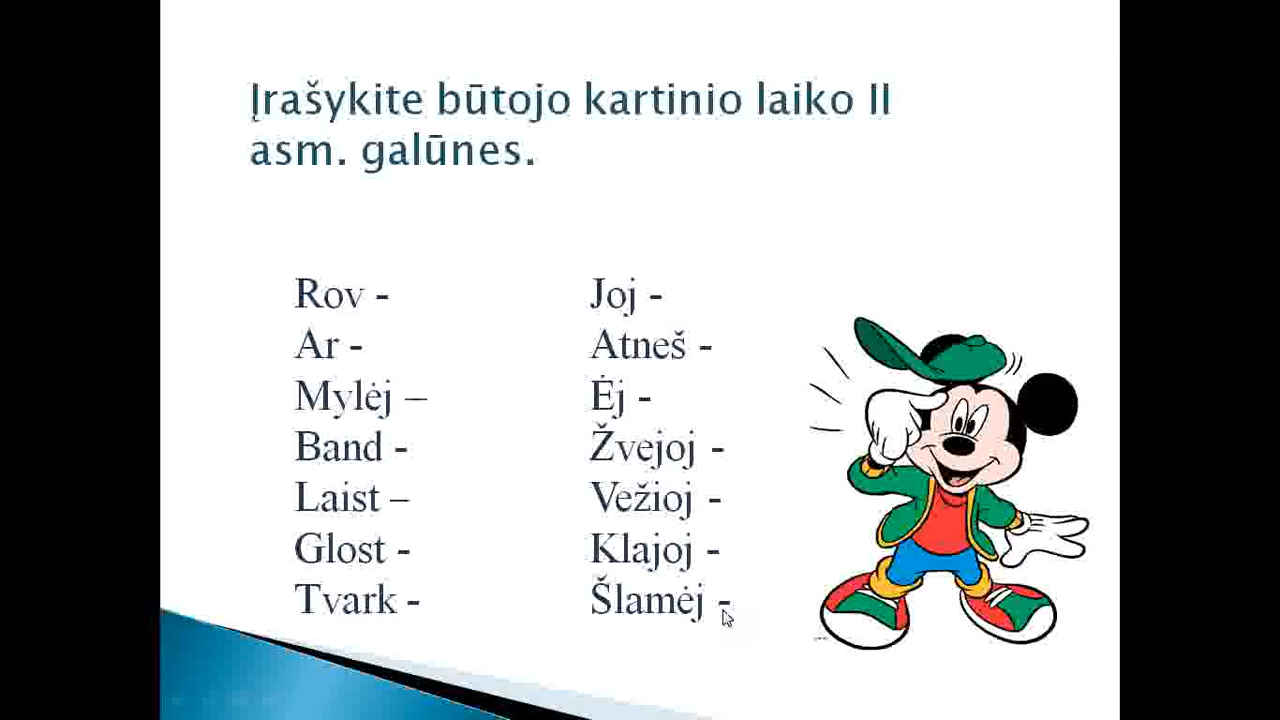 Įrašykite būtojo kartinio laiko II
asm. galūnes.
Rov -
Ar -
Mylėj –
Band -
Laist –
Glost -
Tvark -
Joj -
Atneš -
Ėj -
Žvejoj -
Vežioj -
Klajoj -
Šlamėj -